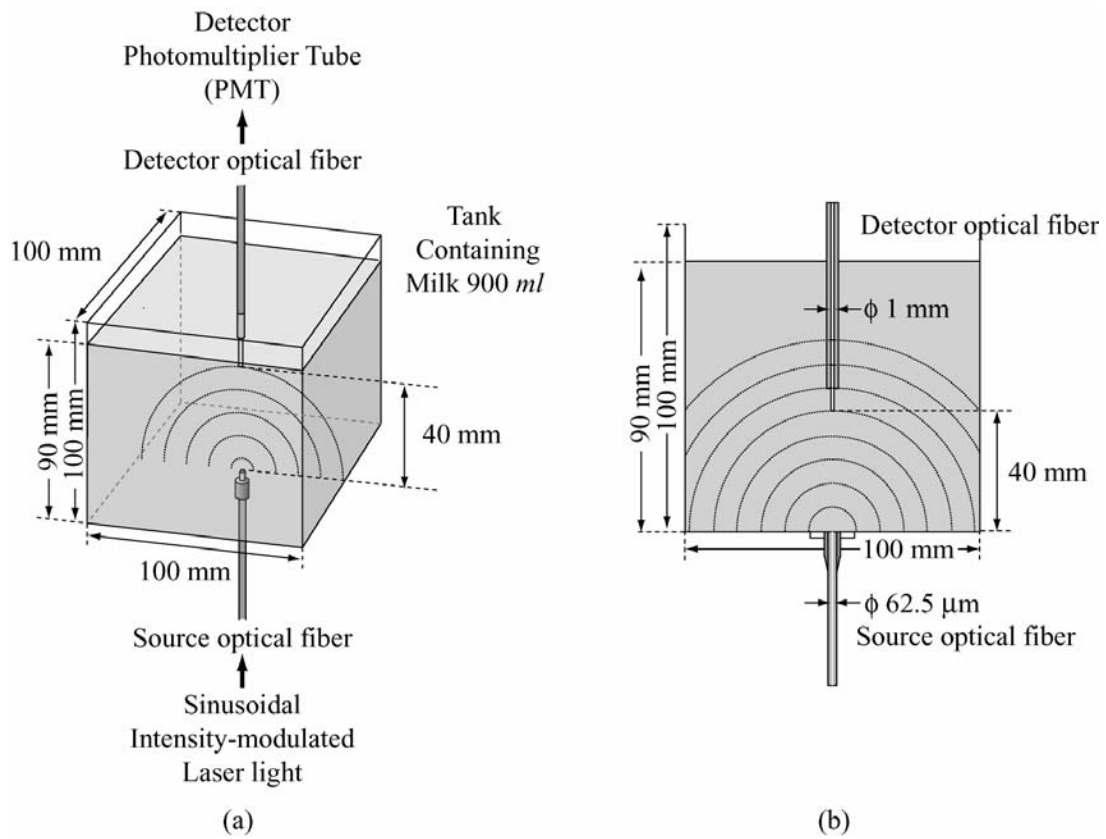 Detector
Photomultiplier Tube
(PMT)
Detector optical fiber
Tank
Containing
Milk 900 ml
100 mm
90 mm
100 mm
40 mm
100 mm
Source optical fiber
Sinusoidal
Intensity-modulated
Laser light
(a)
Detector optical fiber
ϕ 1 mm
90 mm
100 mm
40 mm
100 mm
ϕ 62.5 μm
Source optical fiber
(b)